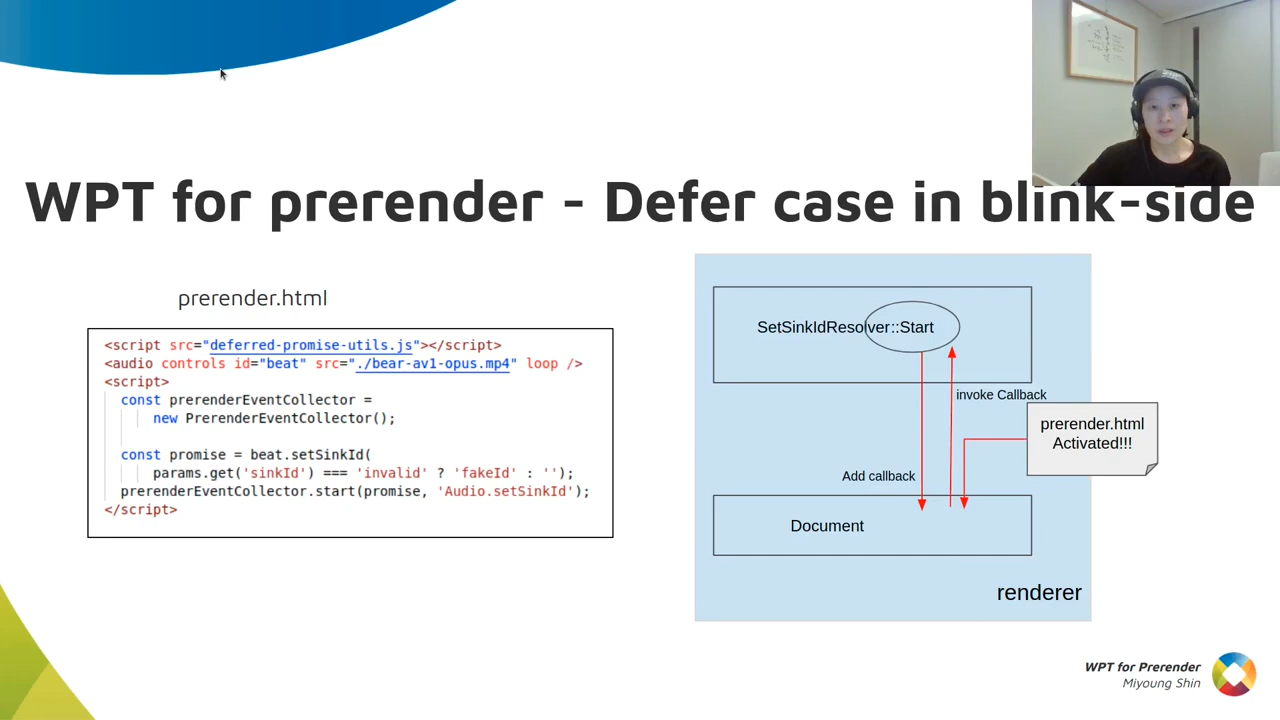 WPT for prerender - Defer case in blink-side
prerender.html
<script src="deferred-promise-utils.js"></script>
<audio controls id="beat" src="./bear-av1-opus.mp4" loop />
<script>
const prerenderEventCollector =
new PrerenderEventCollector();
const promise = beat.setSinkId(
params.get('sinkId') === 'invalid' ? 'fakeId' : '');
prerenderEventCollector.start(promise, 'Audio.setSinkId');
</script>
SetSinkIdResolver::Start
invoke Callback
prerender.html
Activated!!!
Add callback
Document
renderer
WPT for Prerender
Miyoung Shin